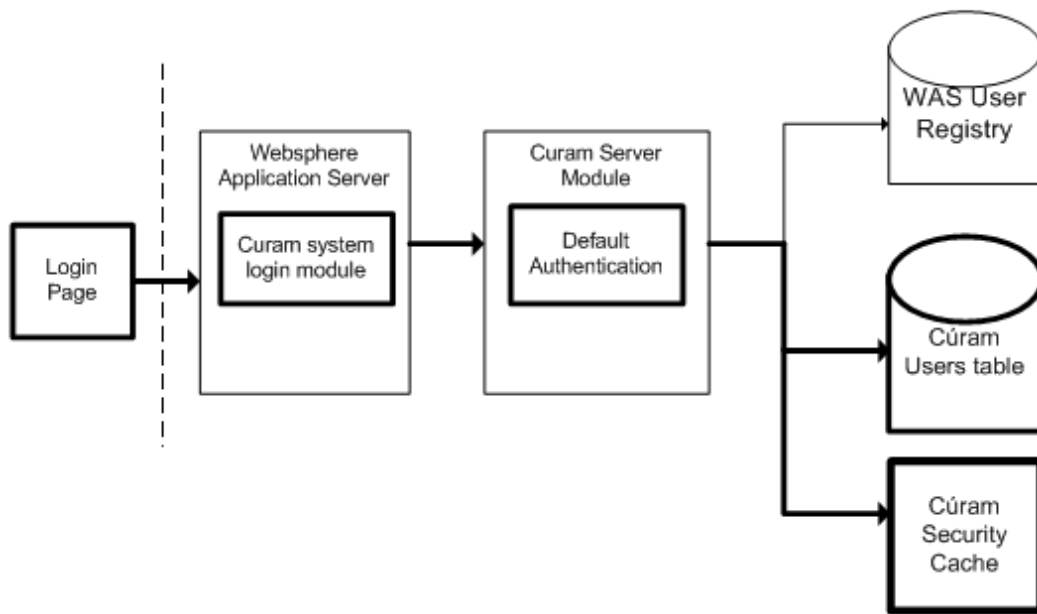 Login
Page
Websphere
Application Server
Curam system
login module
Curam Server
Module
Default
Authentication
WAS User
Registry
Cúram
Users table
Cúram
Security
Cache